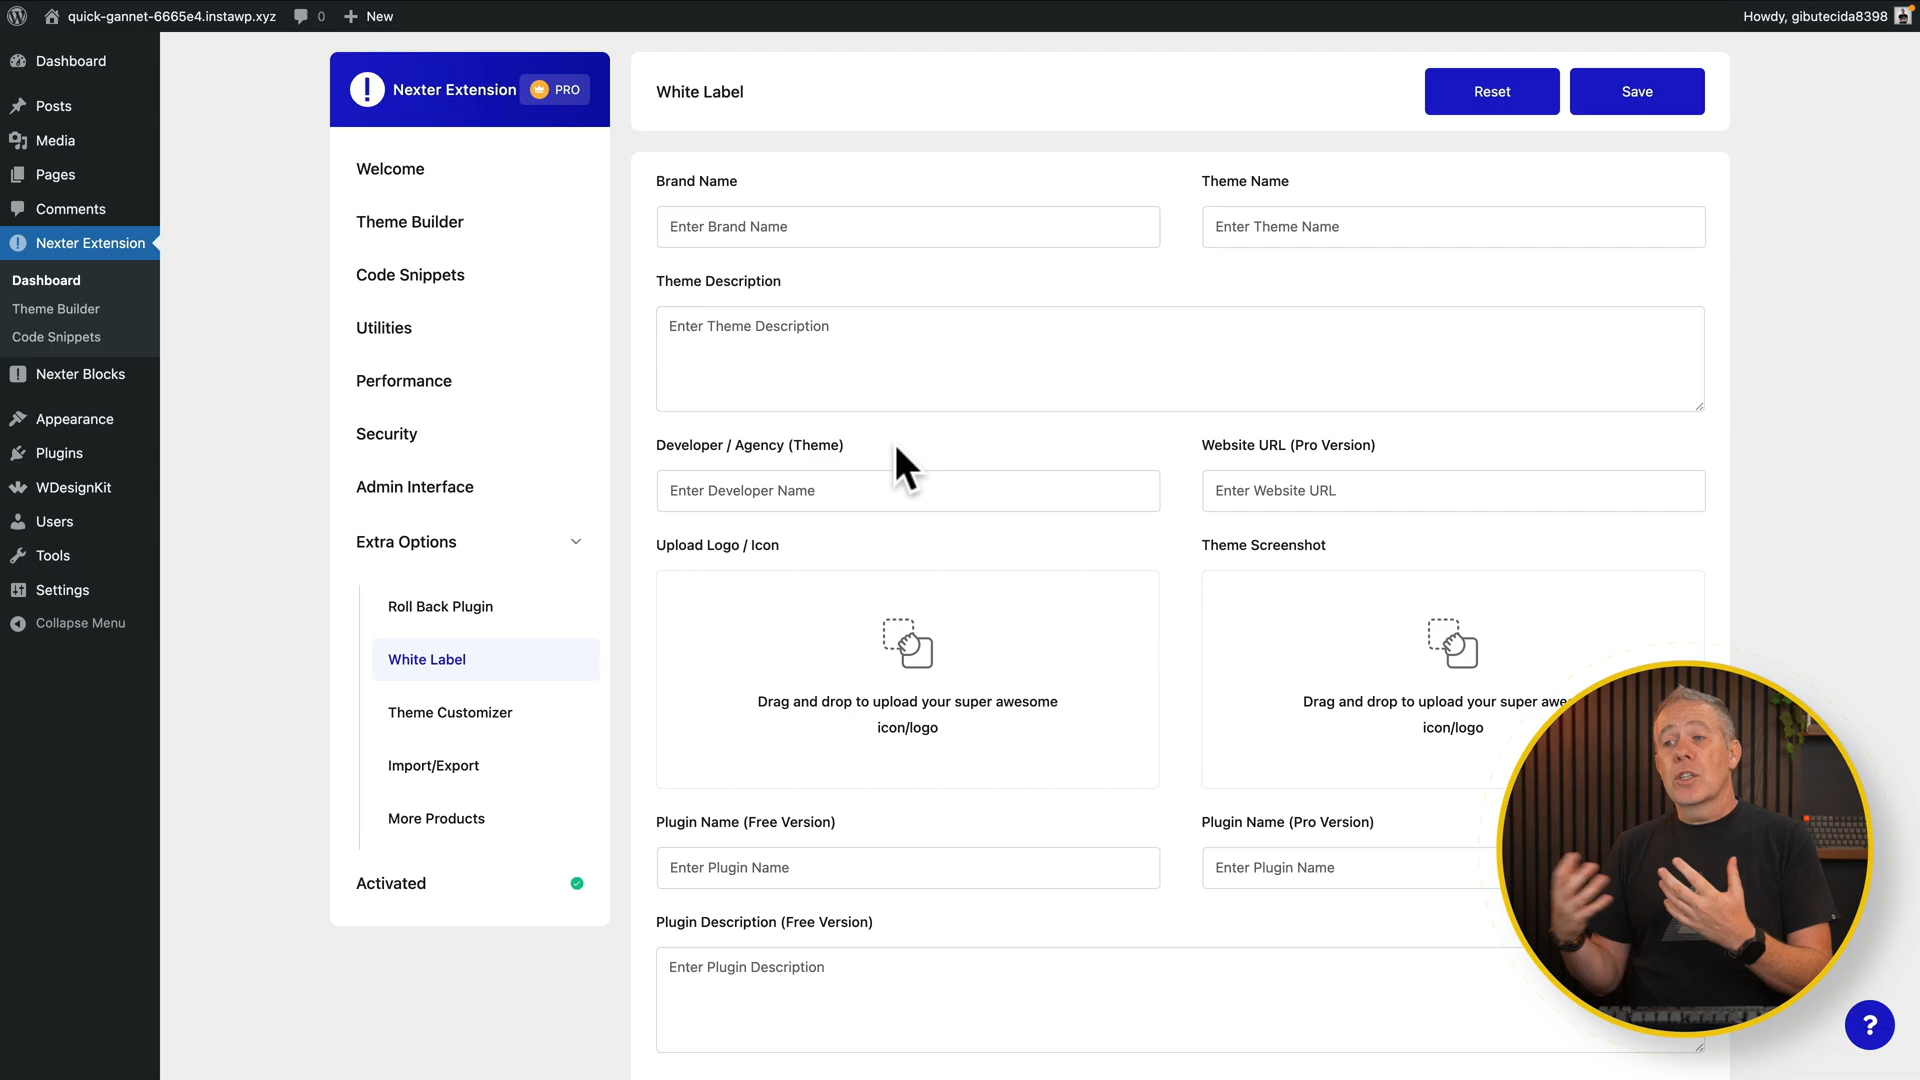 quick-gannet-6665e4.instawp.xyz
0
New
Howdy, gibutecida8398
Dashboard
Posts
Media
Pages
Comments
Nexter Extension
Dashboard
Theme Builder
Code Snippets
Nexter Blocks
Appearance
Plugins
WDesignKit
Users
Tools
Settings
Collapse Menu
Nexter Extension
PRO
Welcome
Theme Builder
Code Snippets
Utilities
Performance
Security
Admin Interface
Extra Options
Roll Back Plugin
White Label
Theme Customizer
Import/Export
More Products
Activated
White Label
Reset
Save
Brand Name
Enter Brand Name
Theme Name
Enter Theme Name
Theme Description
Enter Theme Description
Developer / Agency (Theme)
Enter Developer Name
Website URL (Pro Version)
Enter Website URL
Upload Logo / Icon
Drag and drop to upload your super awesome
icon/logo
Theme Screenshot
Drag and drop to upload your super awe
icon/logo
Plugin Name (Free Version)
Enter Plugin Name
Plugin Name (Pro Version)
Enter Plugin Name
Plugin Description (Free Version)
Enter Plugin Description
?